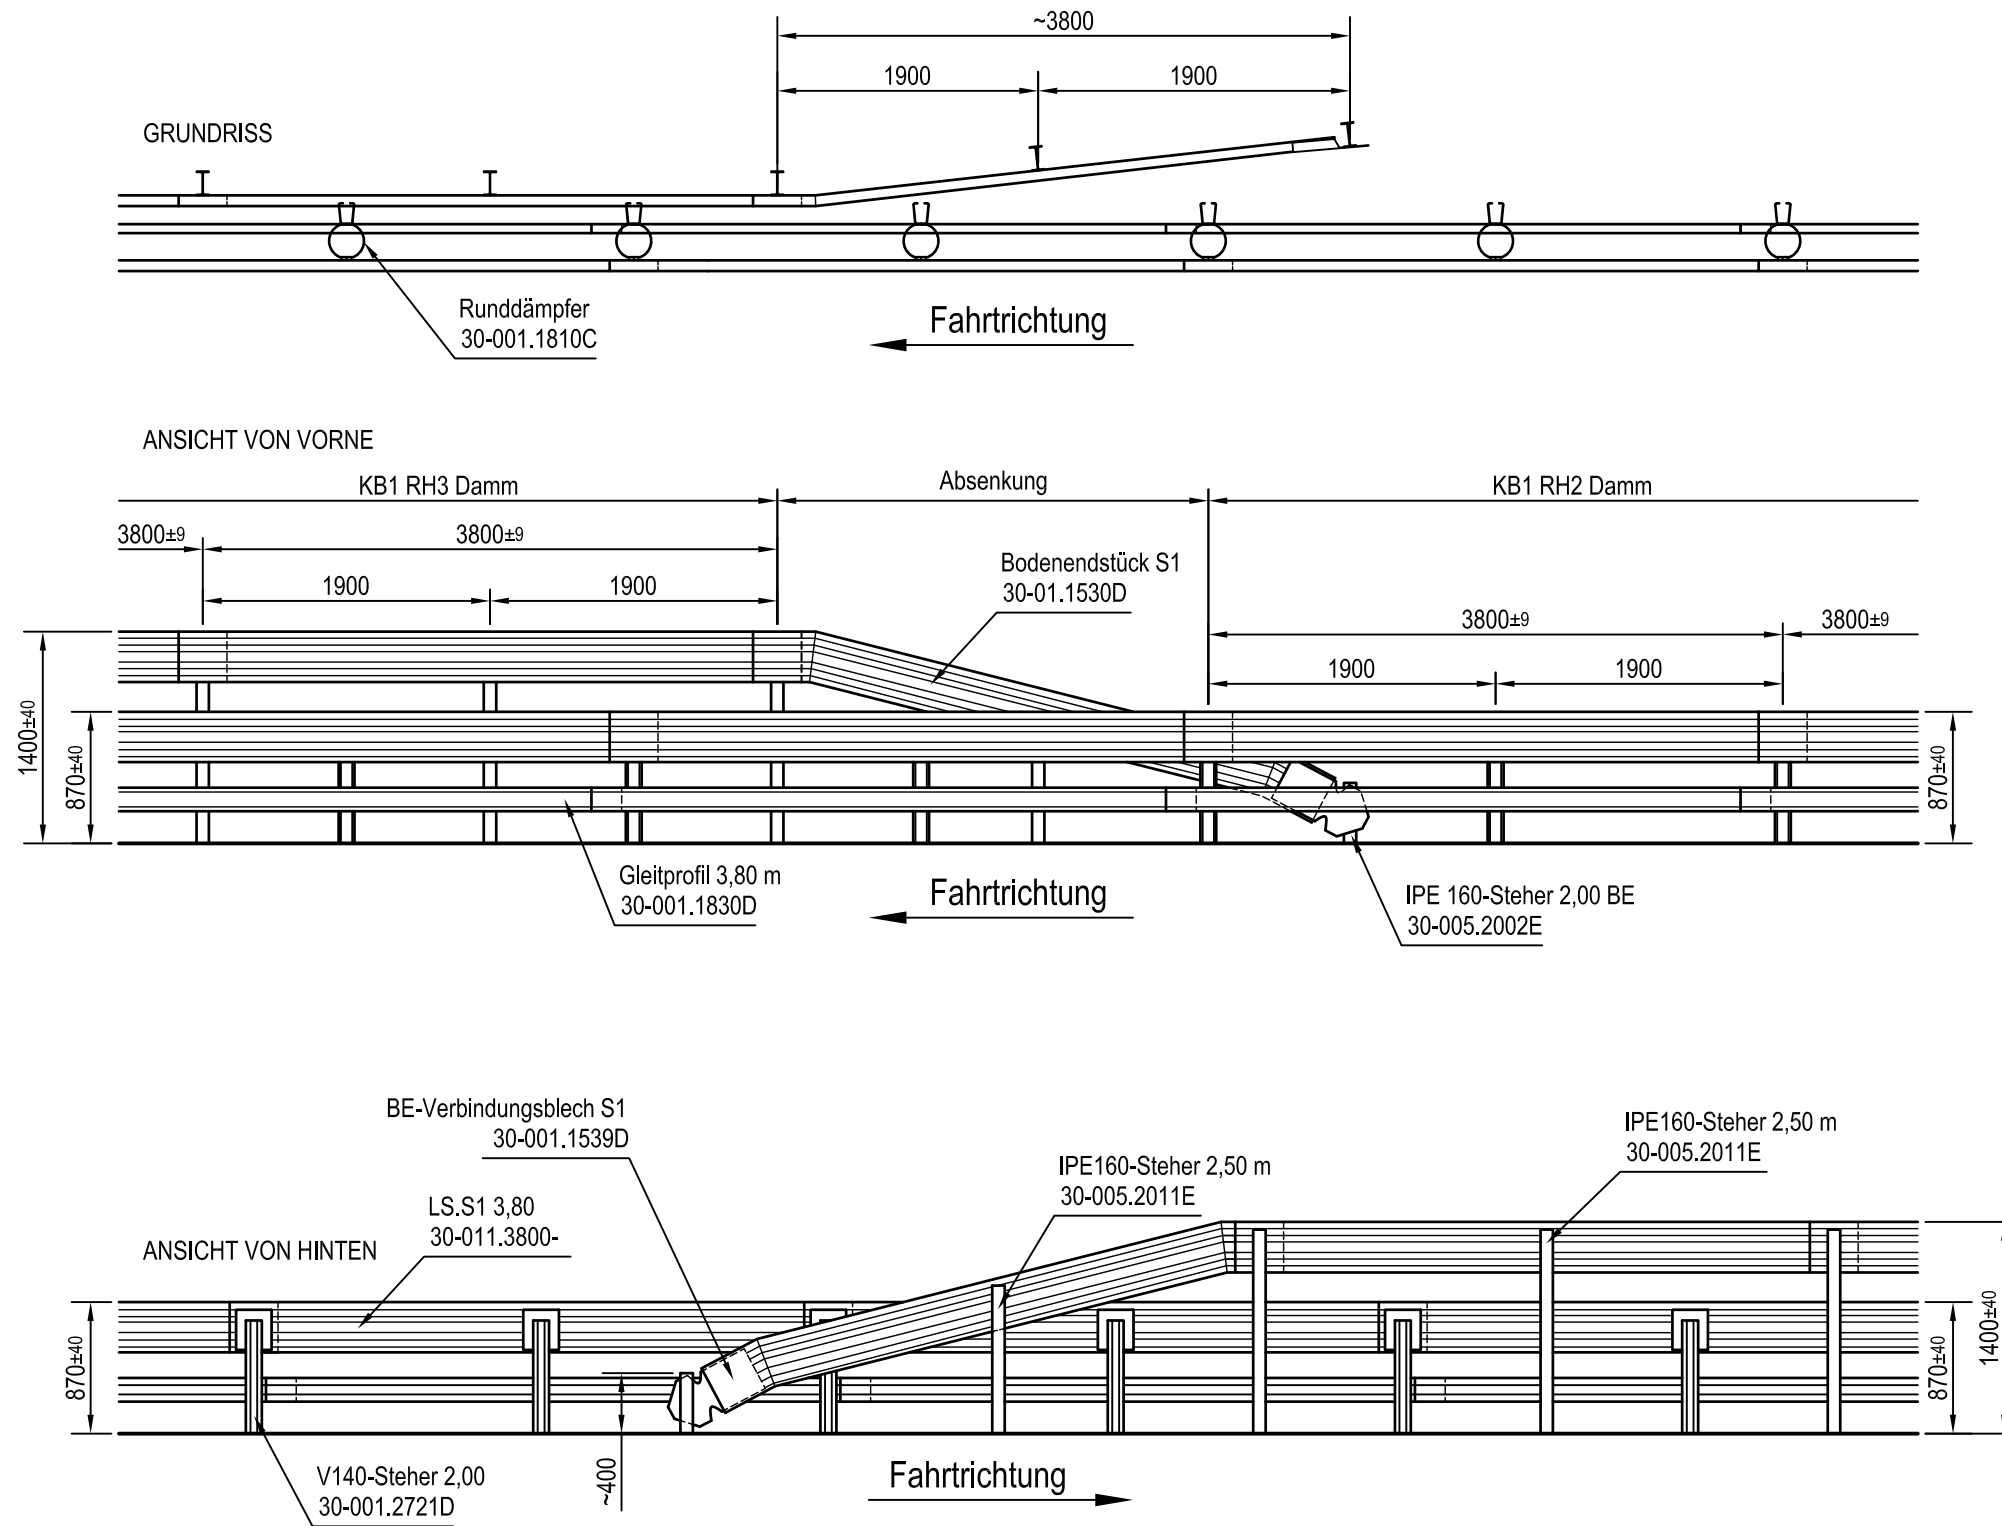 ~3800
1900
1900
GRUNDRISS
Runddämpfer
30-001.1810C
Fahrtrichtung
ANSICHT VON VORNE
KB1 RH3 Damm
Absenkung
KB1 RH2 Damm
3800±9
3800±9
Bodenendstück S1
30-01.1530D
1900
1900
3800±9
3800±9
1900
1900
1400±40
870±40
870±40
Gleitprofil 3,80 m
30-001.1830D
Fahrtrichtung
IPE 160-Steher 2,00 BE
30-005.2002E
BE-Verbindungsblech S1
30-001.1539D
IPE160-Steher 2,50 m
30-005.2011E
IPE160-Steher 2,50 m
30-005.2011E
LS.S1 3,80
30-011.3800-
ANSICHT VON HINTEN
870±40
870±40
1400±40
~400
V140-Steher 2,00
30-001.2721D
Fahrtrichtung